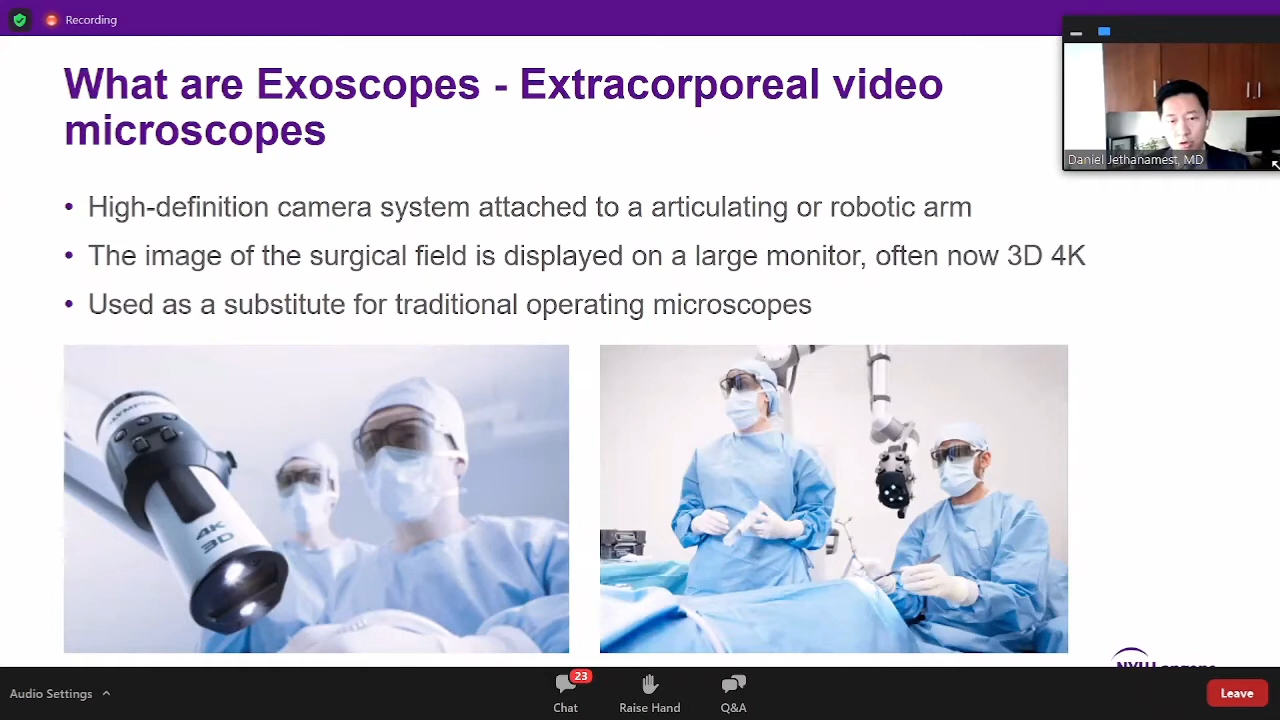 Recording
What are Exoscopes - Extracorporeal video
microscopes
Daniel Jethanamest, MD
• High-definition camera system attached to a articulating or robotic arm
• The image of the surgical field is displayed on a large monitor, often now 3D 4K
• Used as a substitute for traditional operating microscopes
OLYMPUS
4K
3D
Audio Settings
23
Chat
Raise Hand
Q&A
Leave